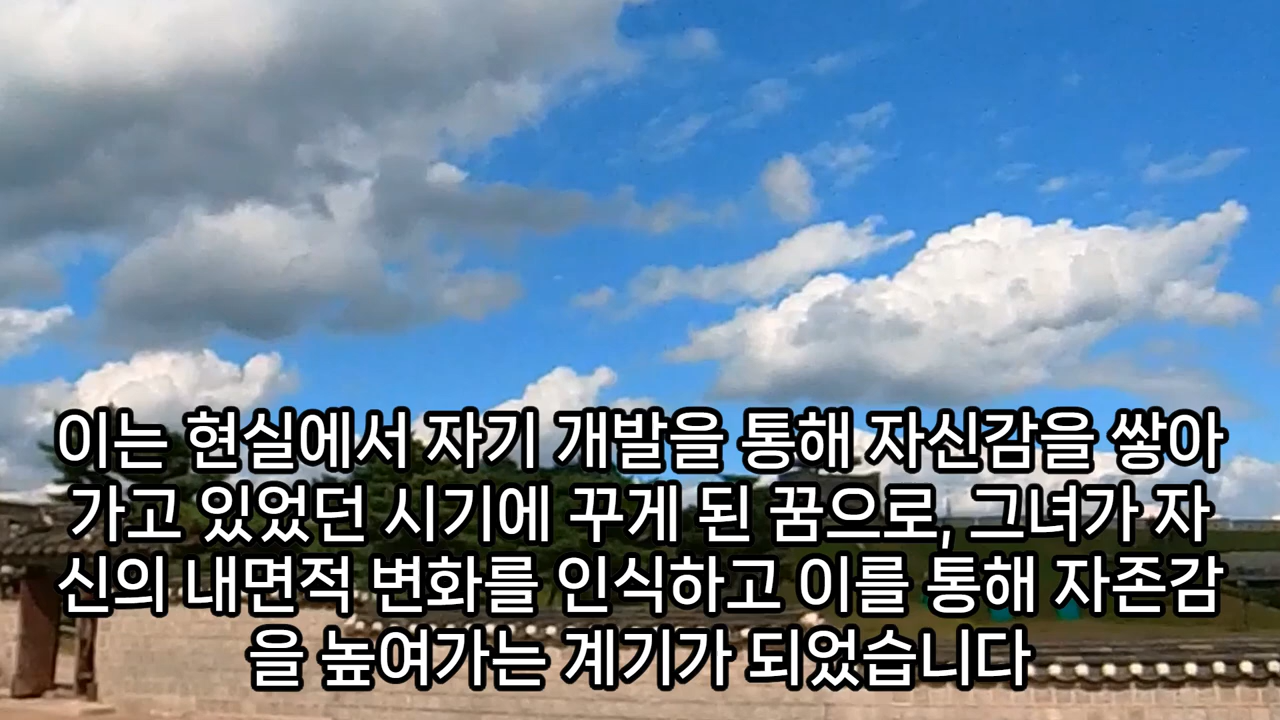 이는 현실에서 자기 개발을 통해 자신감을 쌓아
가고 있었던 시기에 꾸게 된 꿈으로, 그녀가 자
신의 내면적 변화를 인식하고 이를 통해 자존감
을 높여가는 계기가 되었습니다